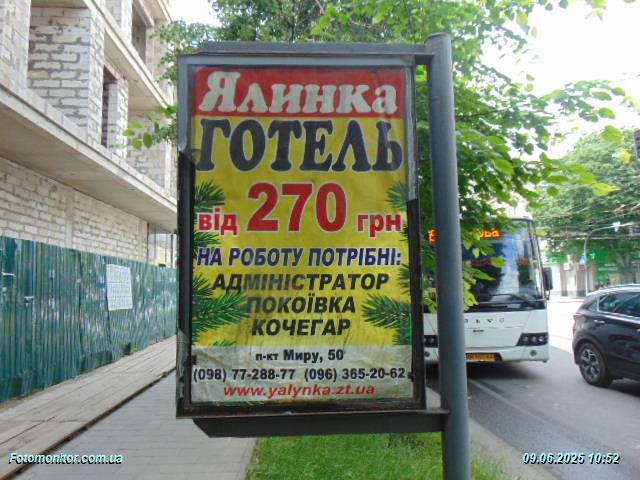 Ялинка
ГОТЕЛЬ
від 270 грн
НА РОБОТУ ПОТРІБНІ:
АДМІНІСТРАТОР
ПОКОЇВКА
КОЧЕГАР
п-кт Миру, 50
(098) 77-288-77 (096) 365-20-62
www.yalynka.zt.ua
VOLVO
Fotomonitor.com.ua
09.06.2025 10:52